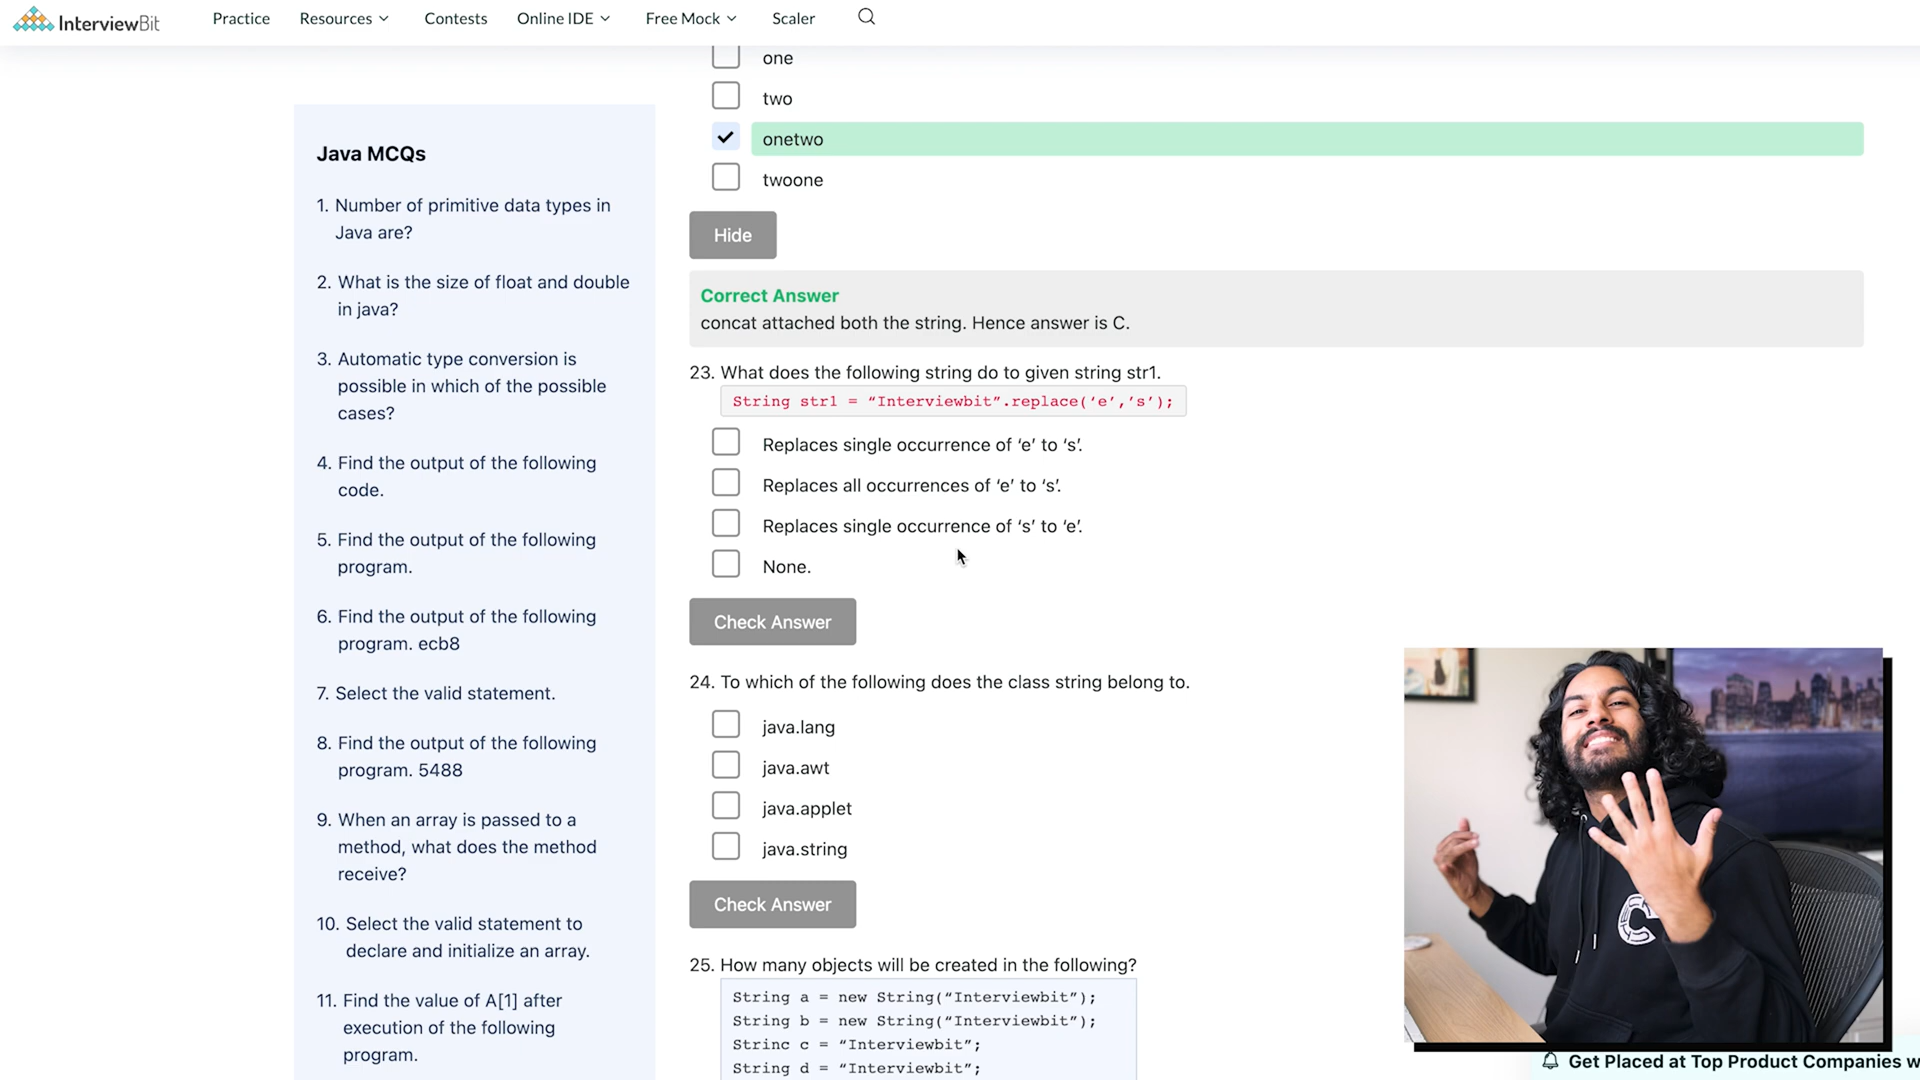 InterviewBit
Practice
Resources
Contests
Online IDE
Free Mock
Scaler
one
two
onetwo
twoone
Hide
Correct Answer
concat attached both the string. Hence answer is C.
23. What does the following string do to given string str1.
String str1 = “Interviewbit”.replace(‘e’,‘s’);
Replaces single occurrence of ‘e’ to ‘s’.
Replaces all occurrences of ‘e’ to ‘s’.
Replaces single occurrence of ‘s’ to ‘e’.
None.
Check Answer
24. To which of the following does the class string belong to.
java.lang
java.awt
java.applet
java.string
Check Answer
25. How many objects will be created in the following?
String a = new String(“Interviewbit”);
String b = new String(“Interviewbit”);
Strinc c = “Interviewbit”;
String d = “Interviewbit”;
Java MCQs
1. Number of primitive data types in
Java are?
2. What is the size of float and double
in java?
3. Automatic type conversion is
possible in which of the possible
cases?
4. Find the output of the following
code.
5. Find the output of the following
program.
6. Find the output of the following
program. ecb8
7. Select the valid statement.
8. Find the output of the following
program. 5488
9. When an array is passed to a
method, what does the method
receive?
10. Select the valid statement to
declare and initialize an array.
11. Find the value of A[1] after
execution of the following
program.
Get Placed at Top Product Companies w